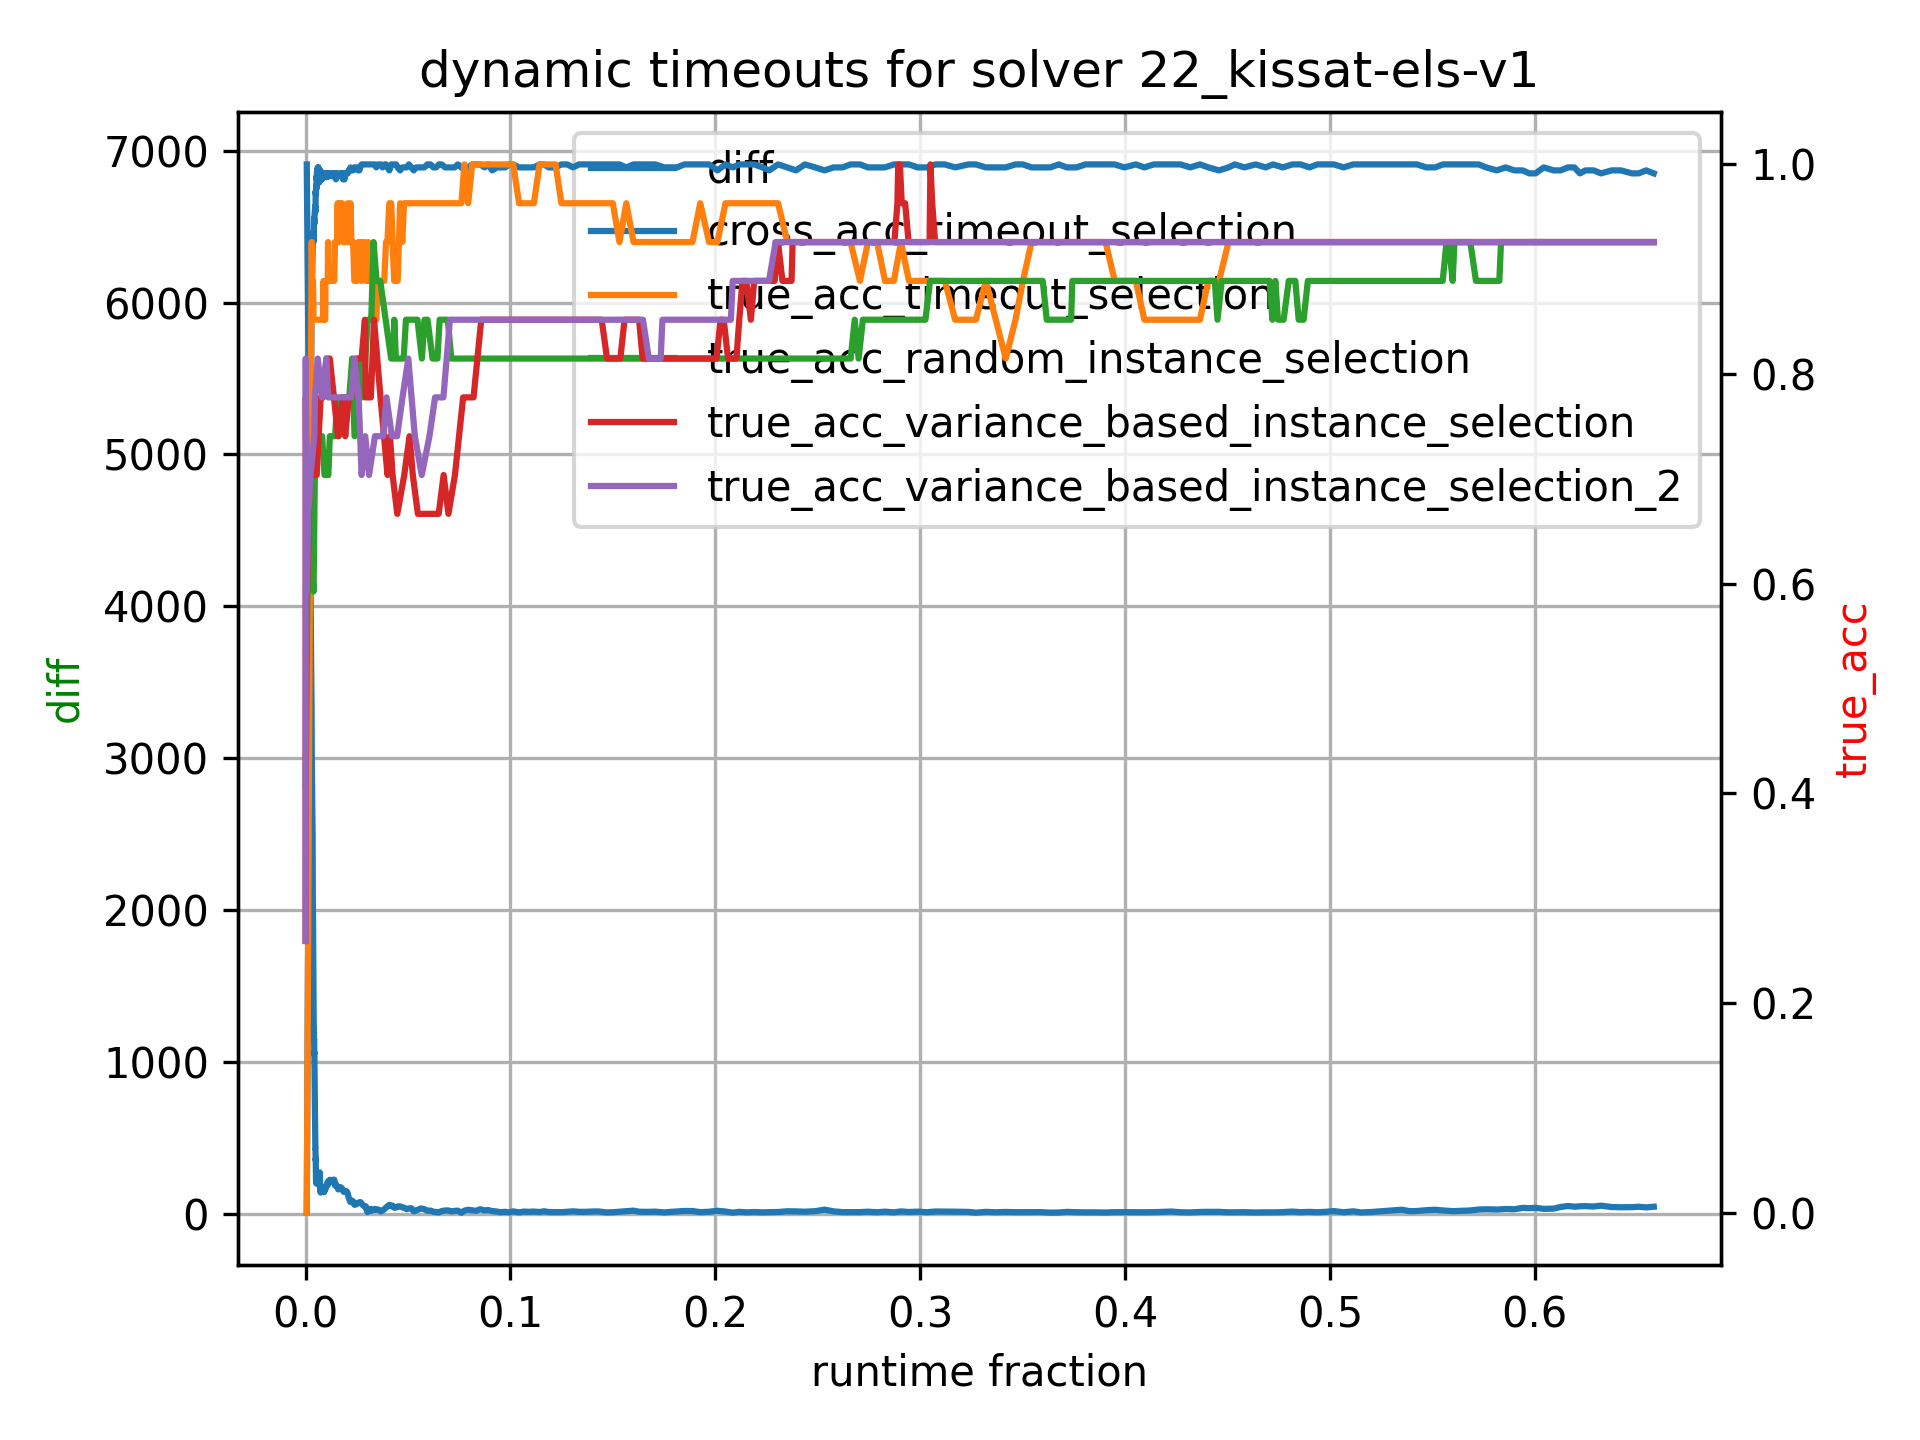 dynamic timeouts for solver 22_kissat-els-v1
7000
6000
5000
4000
3000
2000
1000
0
diff
diff
cross_acc_timeout_selection
true_acc_timeout_selection
true_acc_random_instance_selection
true_acc_variance_based_instance_selection
true_acc_variance_based_instance_selection_2
1.0
0.8
0.6
0.4
0.2
0.0
true_acc
0.0 0.1 0.2 0.3 0.4 0.5 0.6
runtime fraction